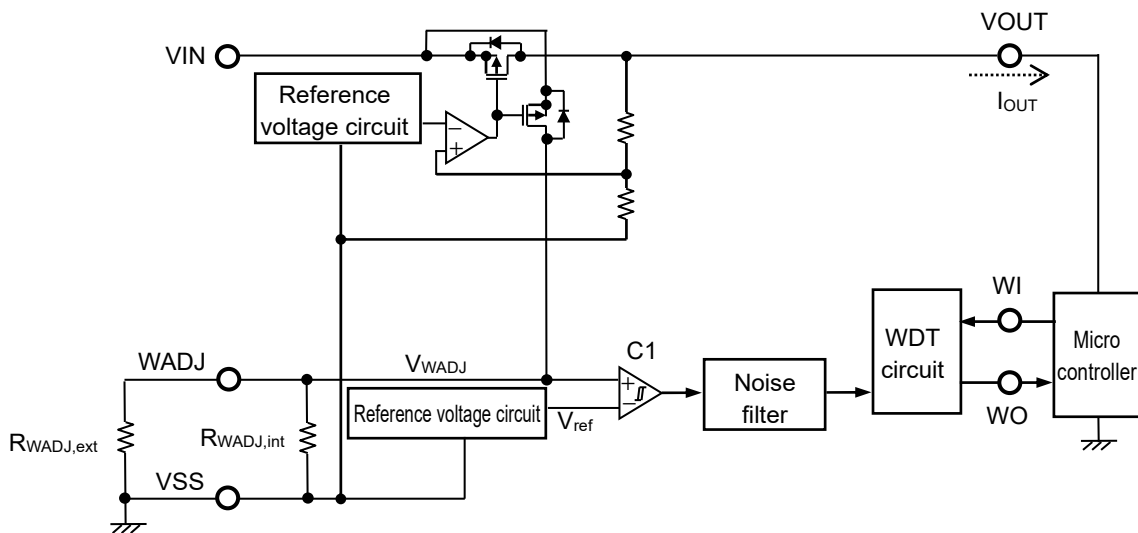 VOUT
VIN
IOUT
Reference
voltage circuit
−
+
WI
WDT
circuit
Micro
controller
WO
C1
WADJ
VWADJ
+
−
Noise
filter
Reference voltage circuit
Vref
RWADJ,ext
RWADJ,int
VSS